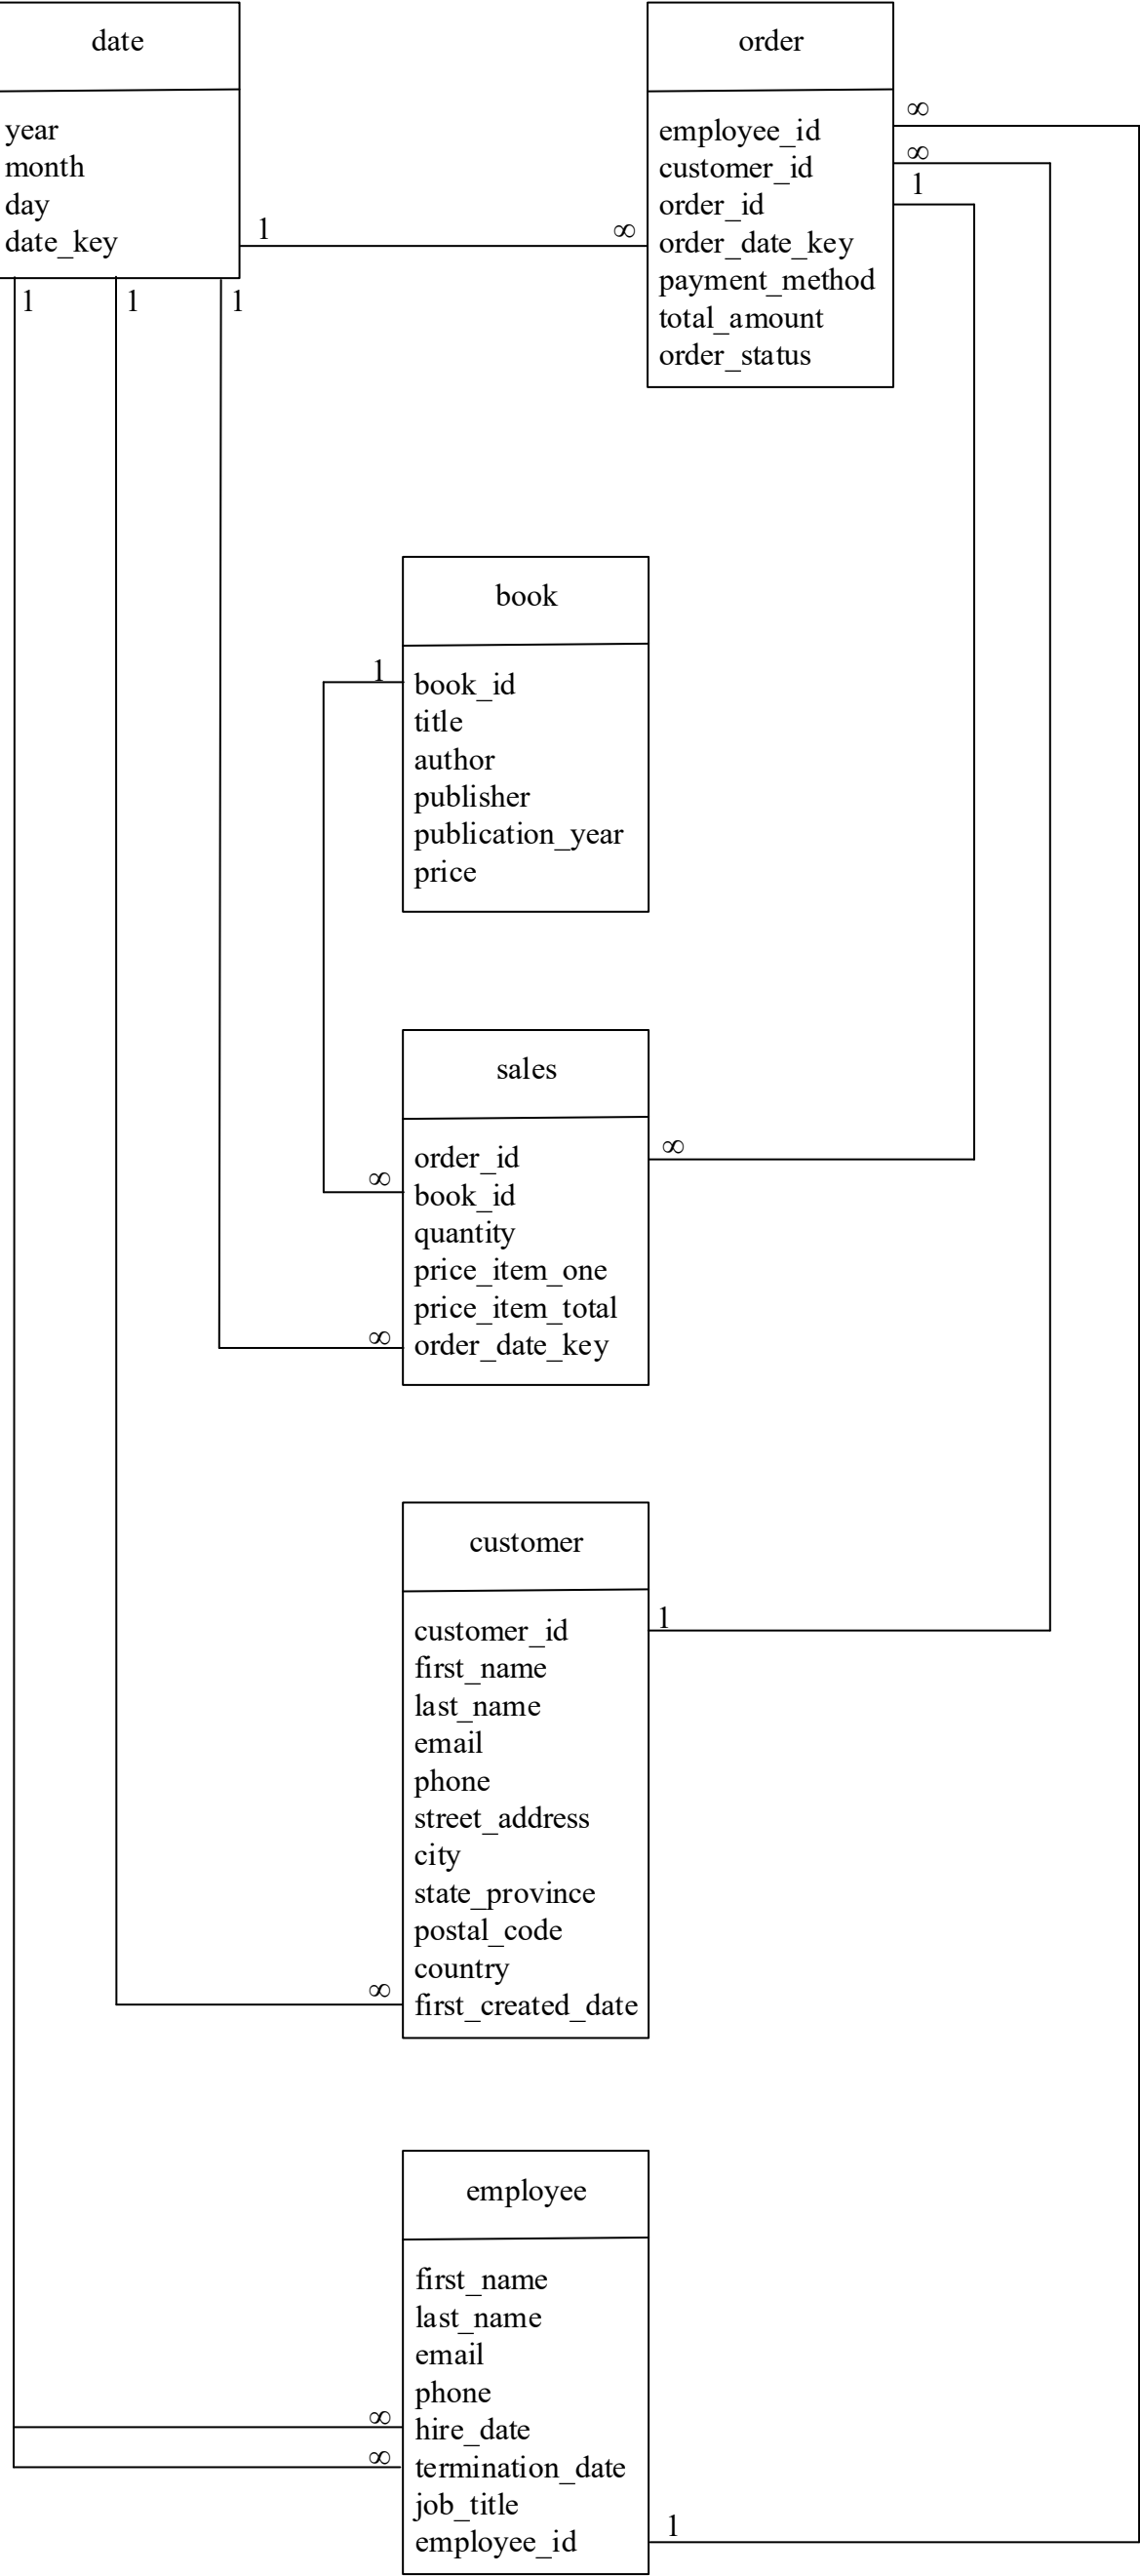 date
year
month
day
date_key
1
1
1
1
∞
order
employee_id
customer_id
order_id
order_date_key
payment_method
total_amount
order_status
∞
∞
1
book
1
book_id
title
author
publisher
publication_year
price
sales
order_id
book_id
quantity
price_item_one
price_item_total
order_date_key
∞
∞
∞
customer
customer_id
first_name
last_name
email
phone
street_address
city
state_province
postal_code
country
first_created_date
1
∞
employee
first_name
last_name
email
phone
hire_date
termination_date
job_title
employee_id
∞
∞
1